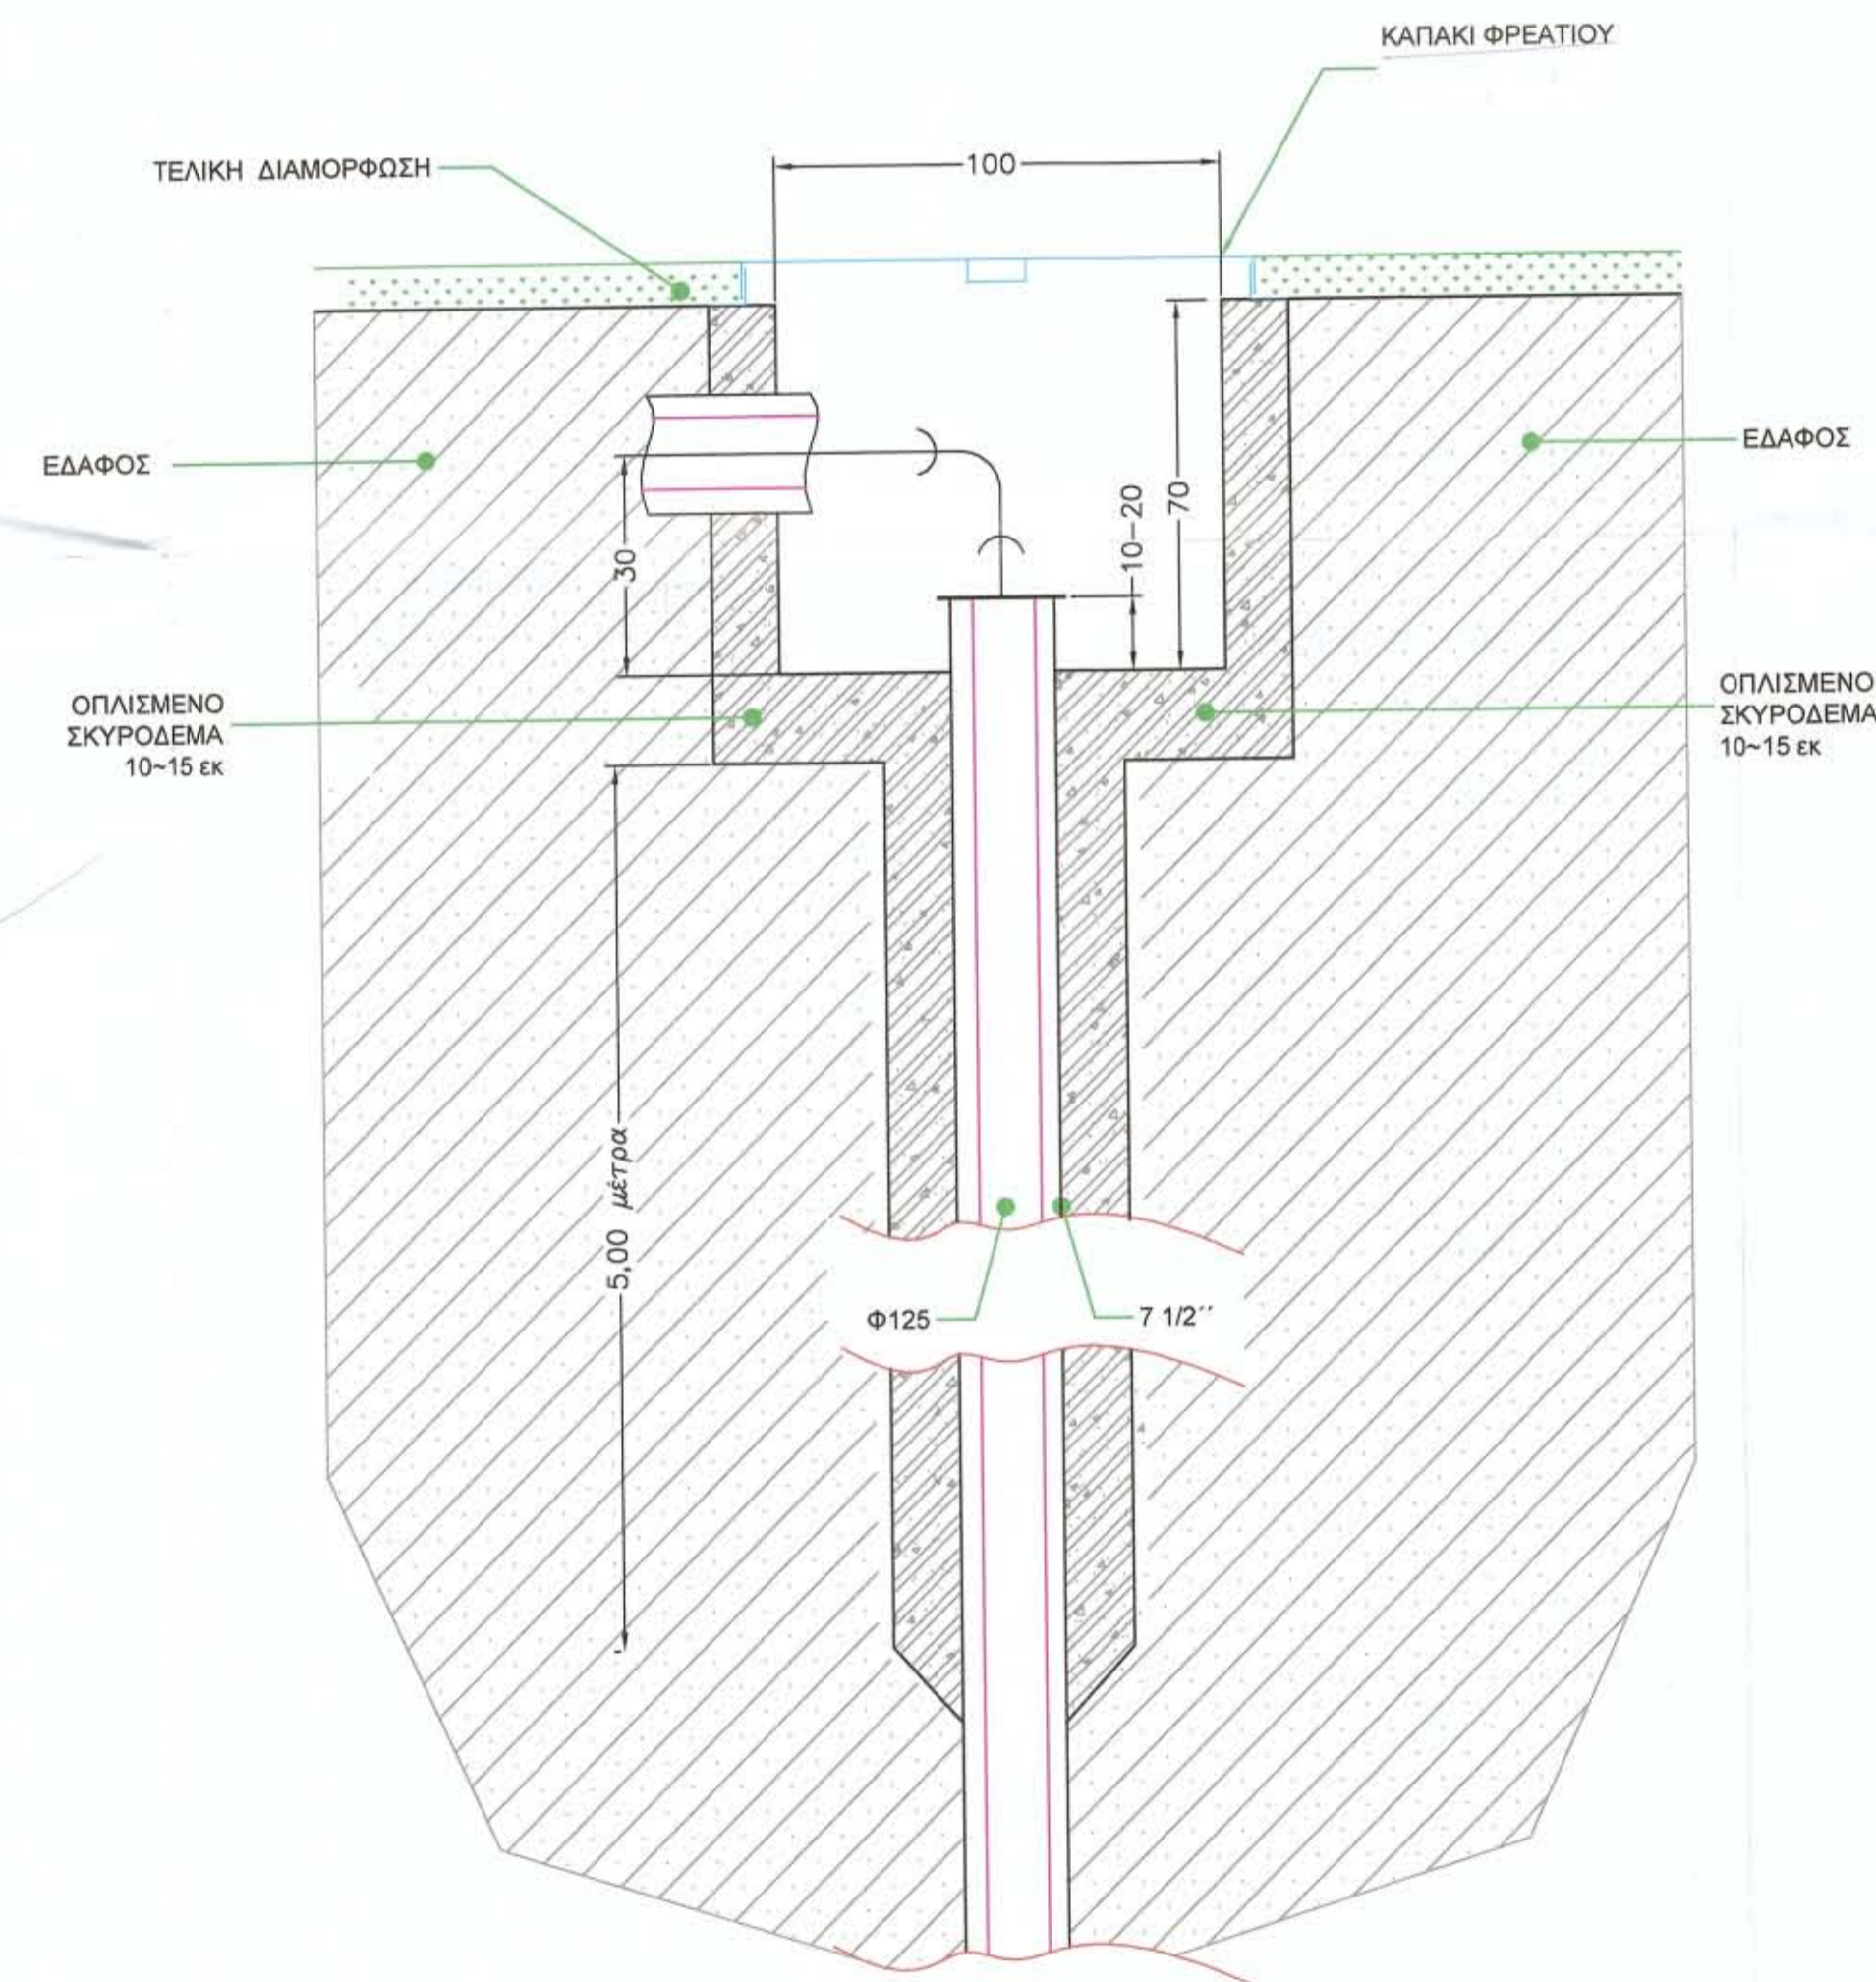 ΚΑΠΑΚΙ ΦΡΕΑΤΙΟΥ
ΤΕΛΙΚΗ ΔΙΑΜΟΡΦΩΣΗ
100
ΕΔΑΦΟΣ
ΕΔΑΦΟΣ
30
10-20
70
ΟΠΛΙΣΜΕΝΟ
ΣΚΥΡΟΔΕΜΑ
10~15 εκ
ΟΠΛΙΣΜΕΝΟ
ΣΚΥΡΟΔΕΜΑ
10~15 εκ
5,00 μέτρα
Φ125
7 1/2´´